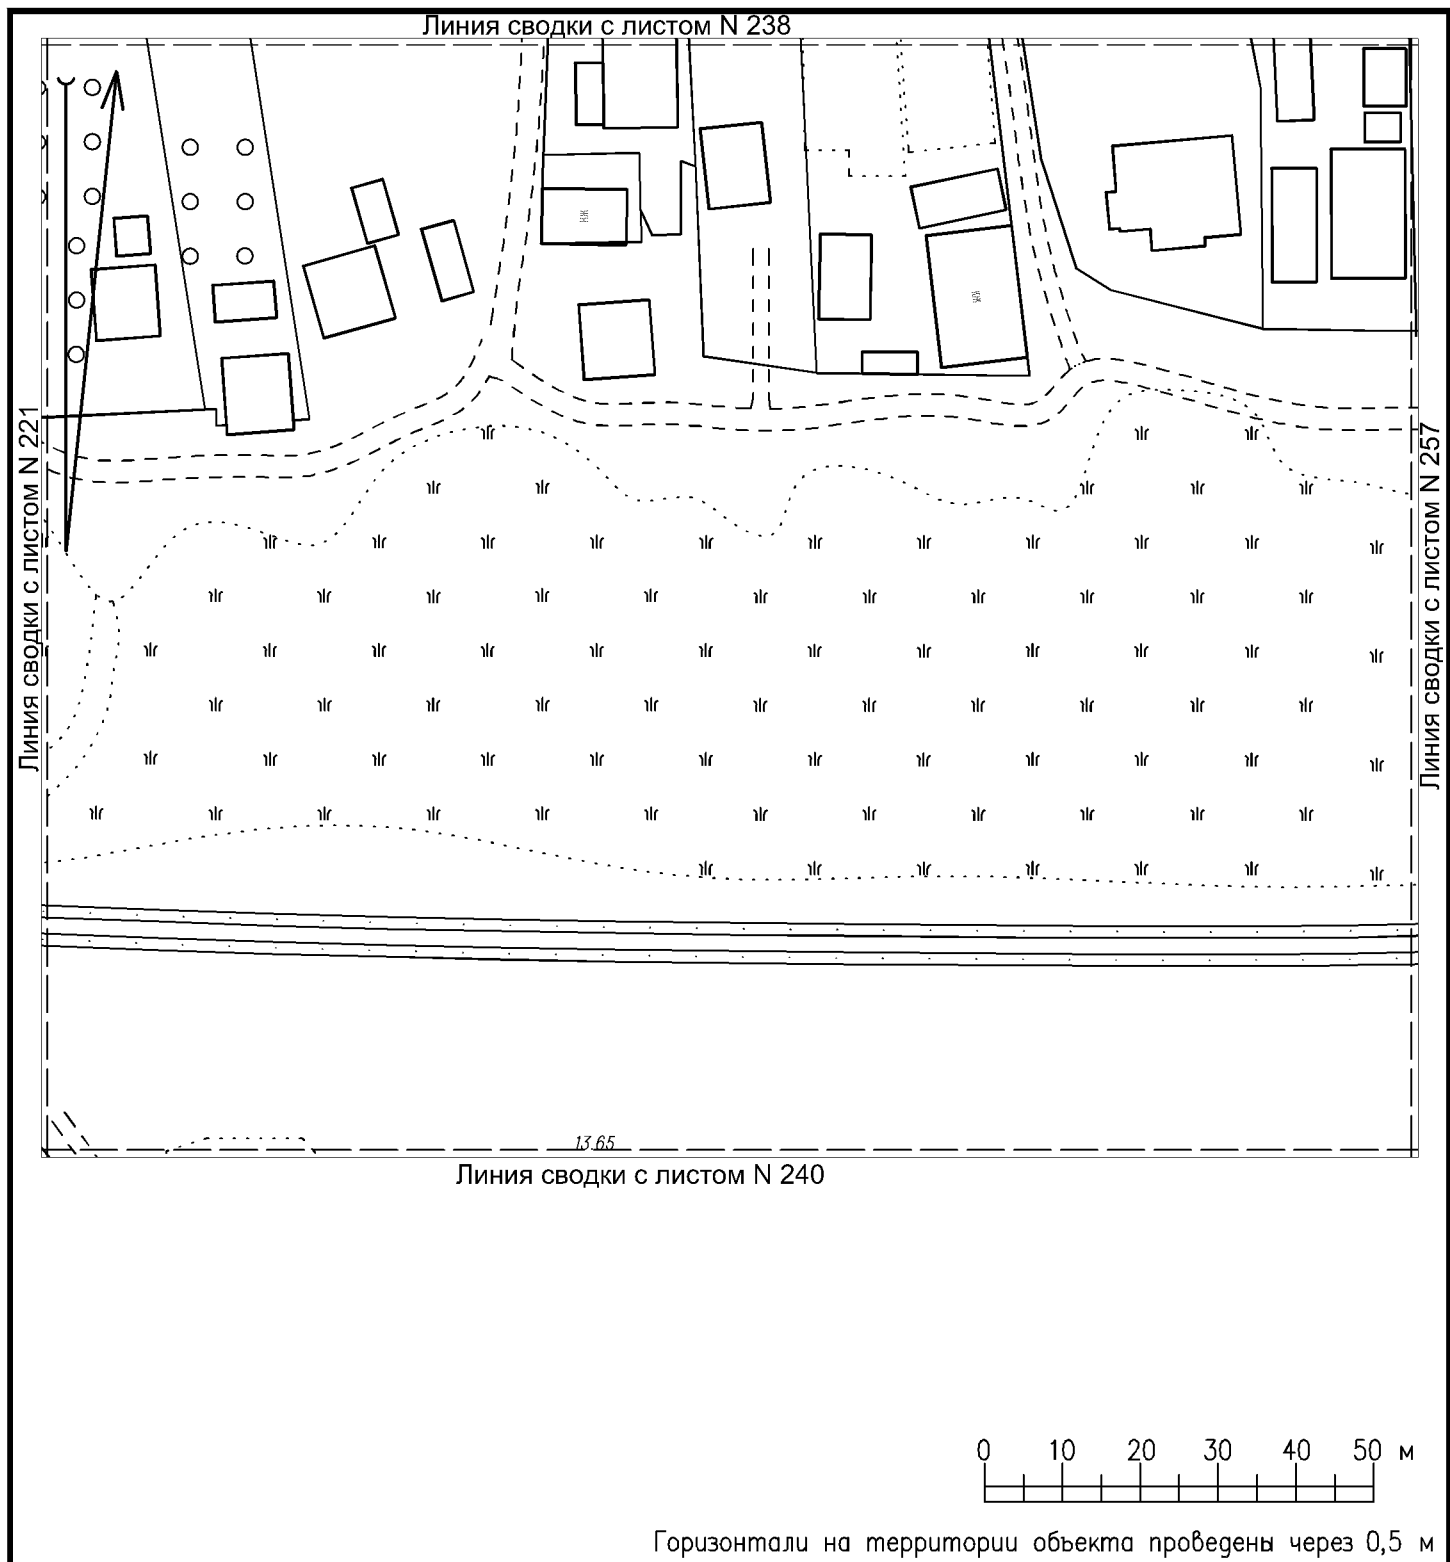 Линия сводки с листом N 238
Линия сводки с листом N 221
Линия сводки с листом N 257
13.65
Линия сводки с листом N 240
0 10 20 30 40 50 м
Горизонтали на территории объекта проведены через 0,5 м